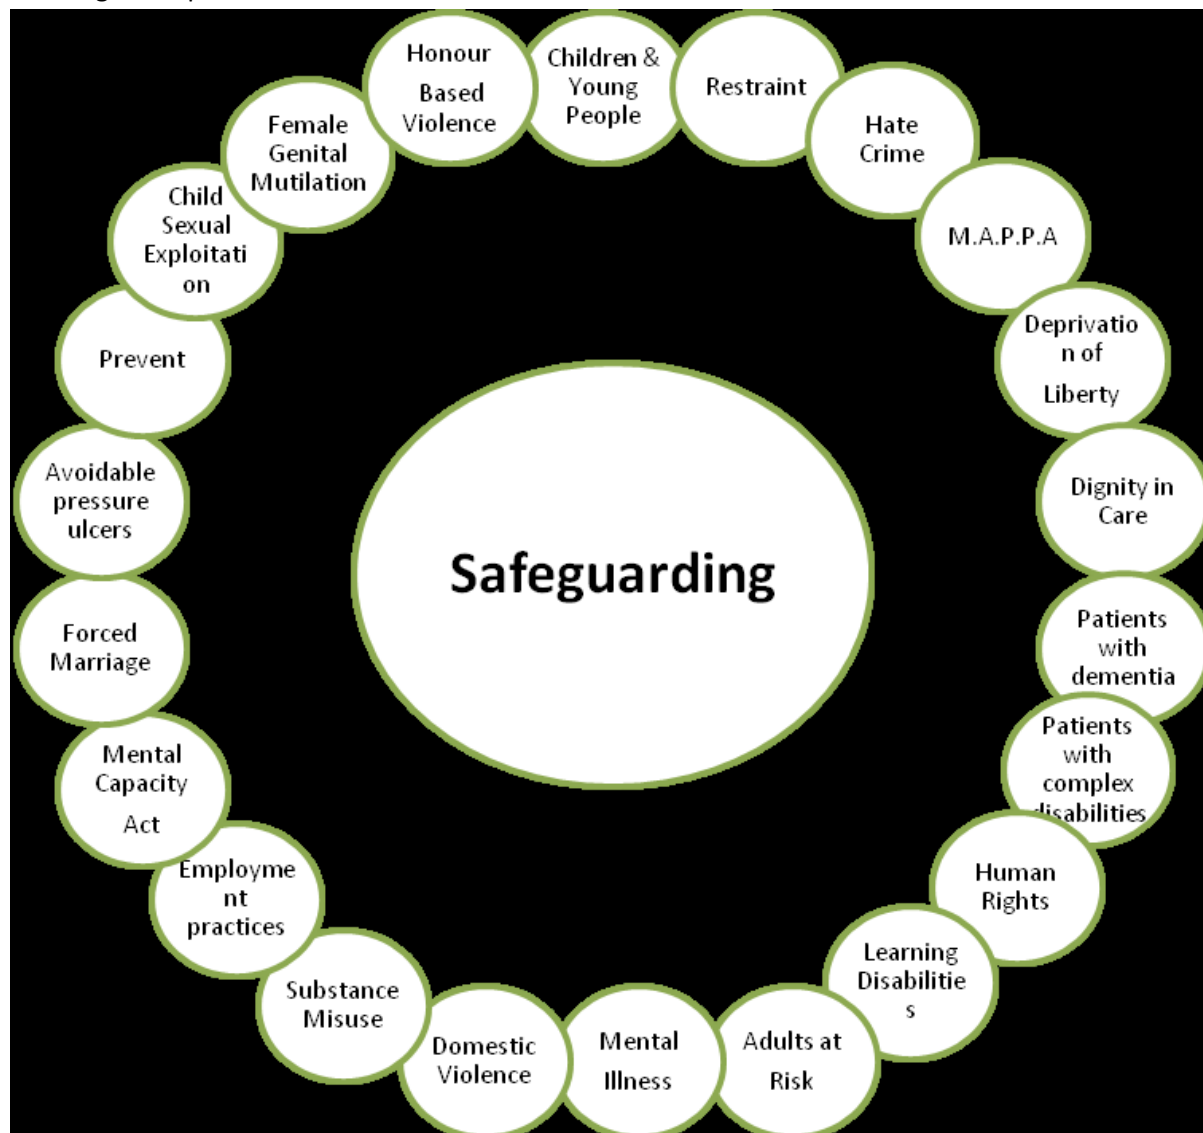 Honour
Based
Violence
Children &
Young
People
Restraint
Hate
Crime
M.A.P.P.A
Deprivatio
n of
Liberty
Dignity in
Care
Patients
with
dementia
Patients
with
complex
disabilities
Human
Rights
Learning
Disabilitie
s
Adults at
Risk
Mental
Illness
Domestic
Violence
Substance
Misuse
Employme
nt
practices
Mental
Capacity
Act
Forced
Marriage
Avoidable
pressure
ulcers
Prevent
Child
Sexual
Exploitati
on
Female
Genital
Mutilation
Safeguarding